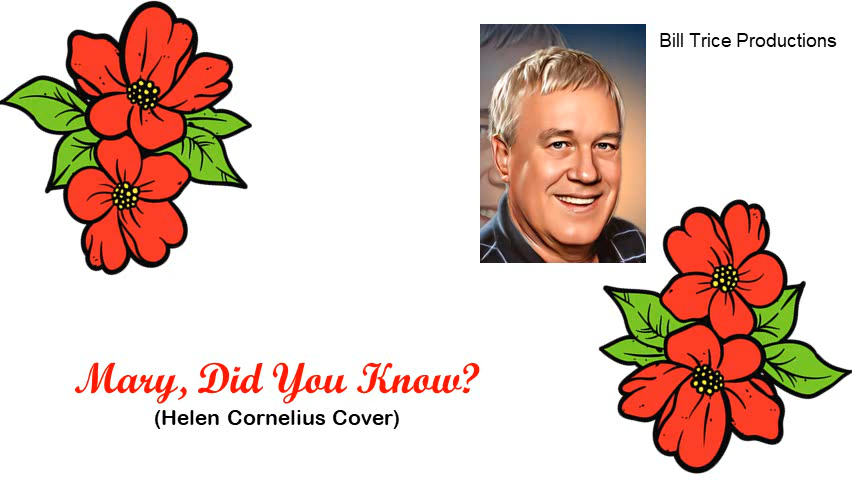 Bill Trice Productions
Mary, Did You Know?
(Helen Cornelius Cover)